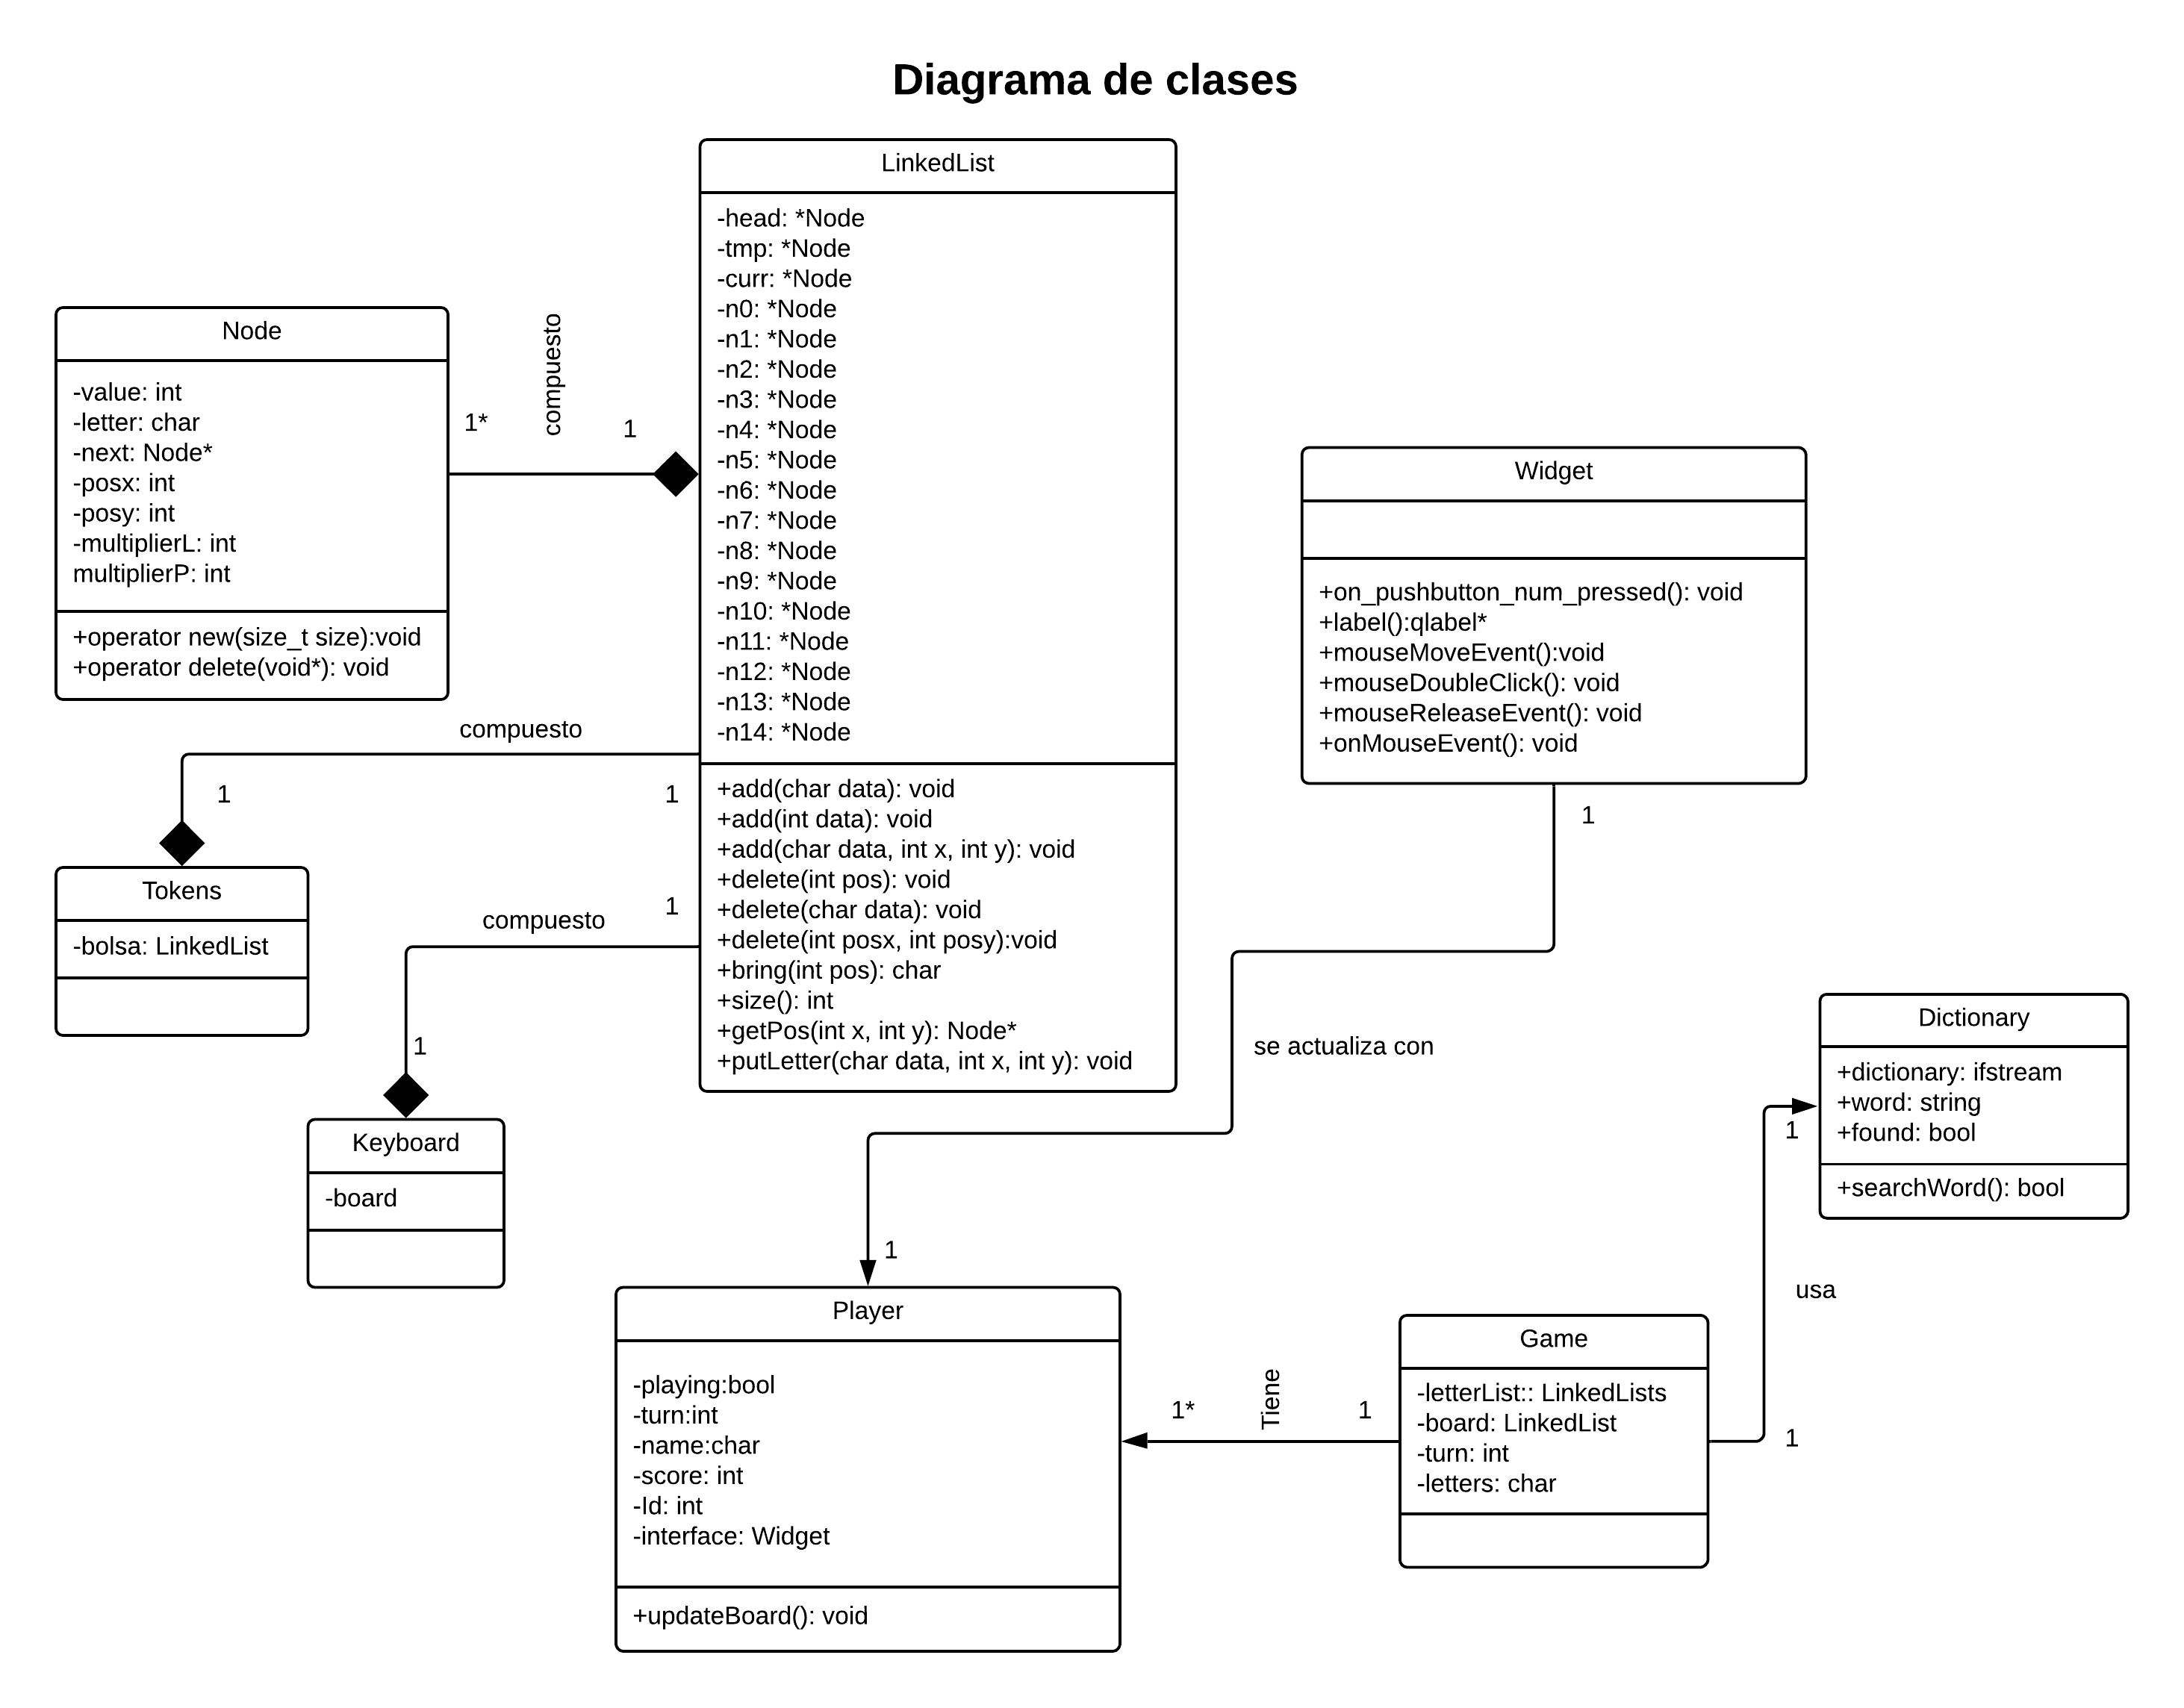 Diagrama de clases
LinkedList
-head: *Node
-tmp: *Node
-curr: *Node
-n0: *Node
-n1: *Node
-n2: *Node
-n3: *Node
-n4: *Node
-n5: *Node
-n6: *Node
-n7: *Node
-n8: *Node
-n9: *Node
-n10: *Node
-n11: *Node
-n12: *Node
-n13: *Node
-n14: *Node
+add(char data): void
+add(int data): void
+add(char data, int x, int y): void
+delete(int pos): void
+delete(char data): void
+delete(int posx, int posy):void
+bring(int pos): char
+size(): int
+getPos(int x, int y): Node*
+putLetter(char data, int x, int y): void
Node
-value: int
-letter: char
-next: Node*
-posx: int
-posy: int
-multiplierL: int
multiplierP: int
+operator new(size_t size):void
+operator delete(void*): void
1*
compuesto
1
compuesto
1
1
Tokens
-bolsa: LinkedList
compuesto
1
1
Keyboard
-board
Widget
+on_pushbutton_num_pressed(): void
+label():qlabel*
+mouseMoveEvent():void
+mouseDoubleClick(): void
+mouseReleaseEvent(): void
+onMouseEvent(): void
1
se actualiza con
1
Dictionary
+dictionary: ifstream
+word: string
+found: bool
+searchWord(): bool
1
usa
1
Player
-playing:bool
-turn:int
-name:char
-score: int
-Id: int
-interface: Widget
+updateBoard(): void
1*
Tiene
1
Game
-letterList:: LinkedLists
-board: LinkedList
-turn: int
-letters: char